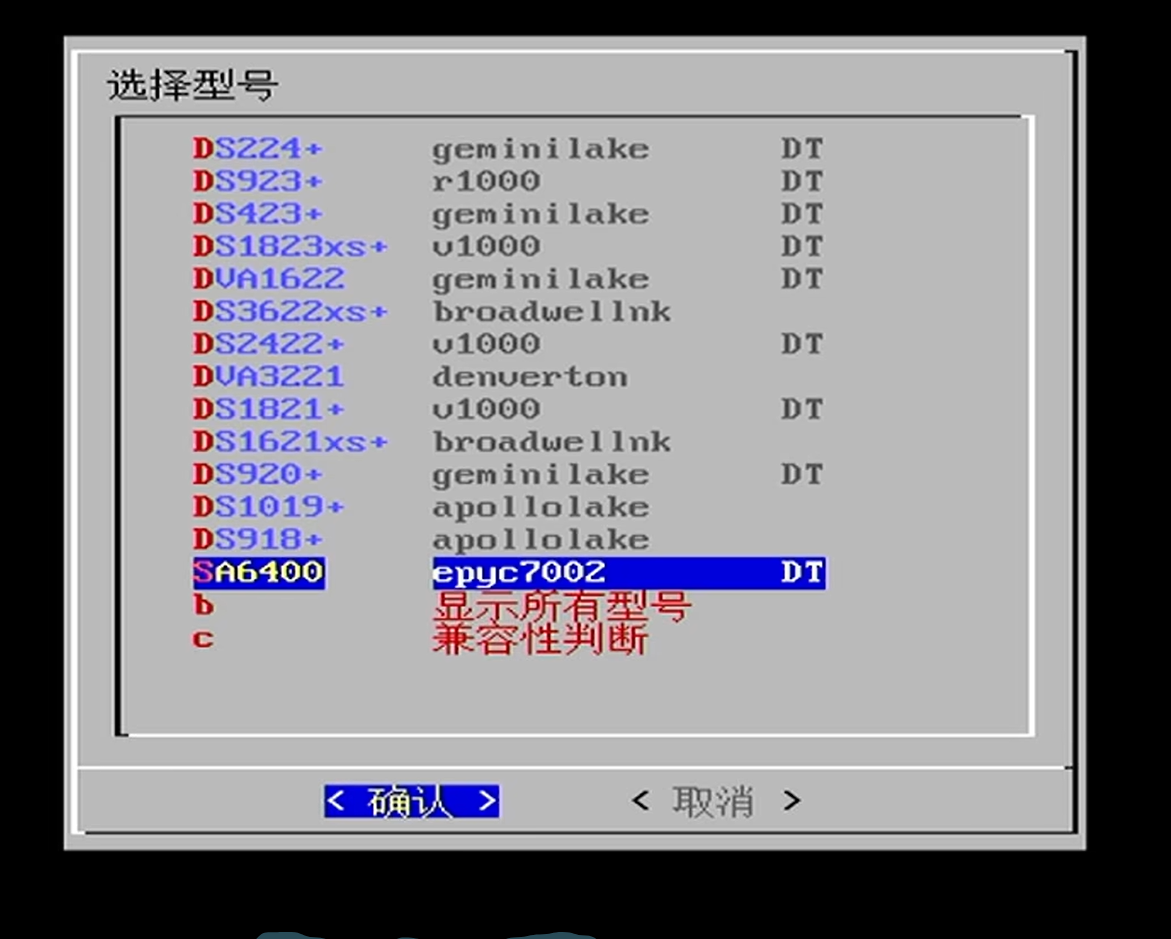 选择型号
DS224+ geminilake DT
DS923+ r1000 DT
DS423+ geminilake DT
DS1823xs+ v1000 DT
DVA1622 geminilake DT
DS3622xs+ broadwellnk
DS2422+ v1000 DT
DVA3221 denverton
DS1821+ v1000 DT
DS1621xs+ broadwellnk
DS920+ geminilake DT
DS1019+ apollolake
DS918+ apollolake
SA6400 epyc7002 DT
b 显示所有型号
c 兼容性判断
< 确认 > < 取消 >